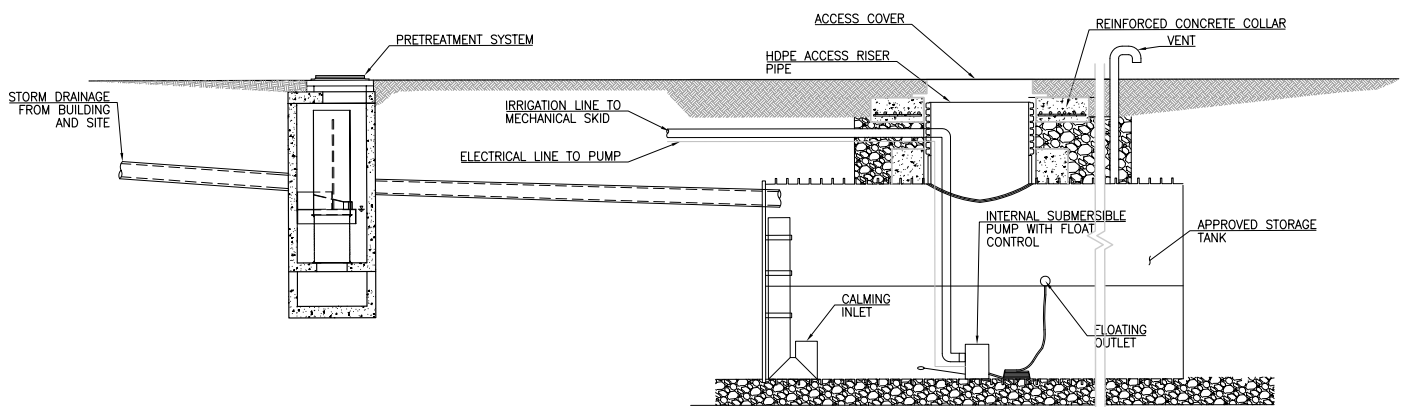 ACCESS COVER
REINFORCED CONCRETE COLLAR
PRETREATMENT SYSTEM
VENT
HDPE ACCESS RISER
PIPE
STORM DRAINAGE
FROM BUILDING
AND SITE
IRRIGATION LINE TO
MECHANICAL SKID
ELECTRICAL LINE TO PUMP
INTERNAL SUBMERSIBLE
PUMP WITH FLOAT
CONTROL
APPROVED STORAGE
TANK
CALMING
INLET
FLOATING
OUTLET